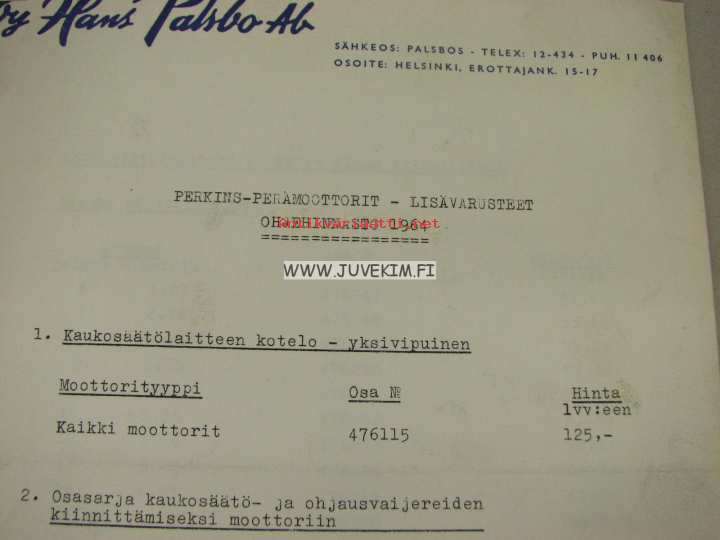 Oy Hans Palsbo Ab
SÄHKEOS: PALSBOS - TELEX: 12-434 - PUH. 11 406
OSOITE: HELSINKI, EROTTAJANK. 15-17
PERKINS-PERÄMOOTTORIT - LISÄVARUSTEET
OHJEHINNASTO 1964
WWW.JUVEKIM.FI
1. Kaukosäätölaitteen kotelo - yksivipuinen
Moottorityyppi Osa № Hinta
lvv:een
Kaikki moottorit 476115 125,-
2. Osasarja kaukosäätö- ja ohjausvaijereiden
kiinnittämiseksi moottoriin